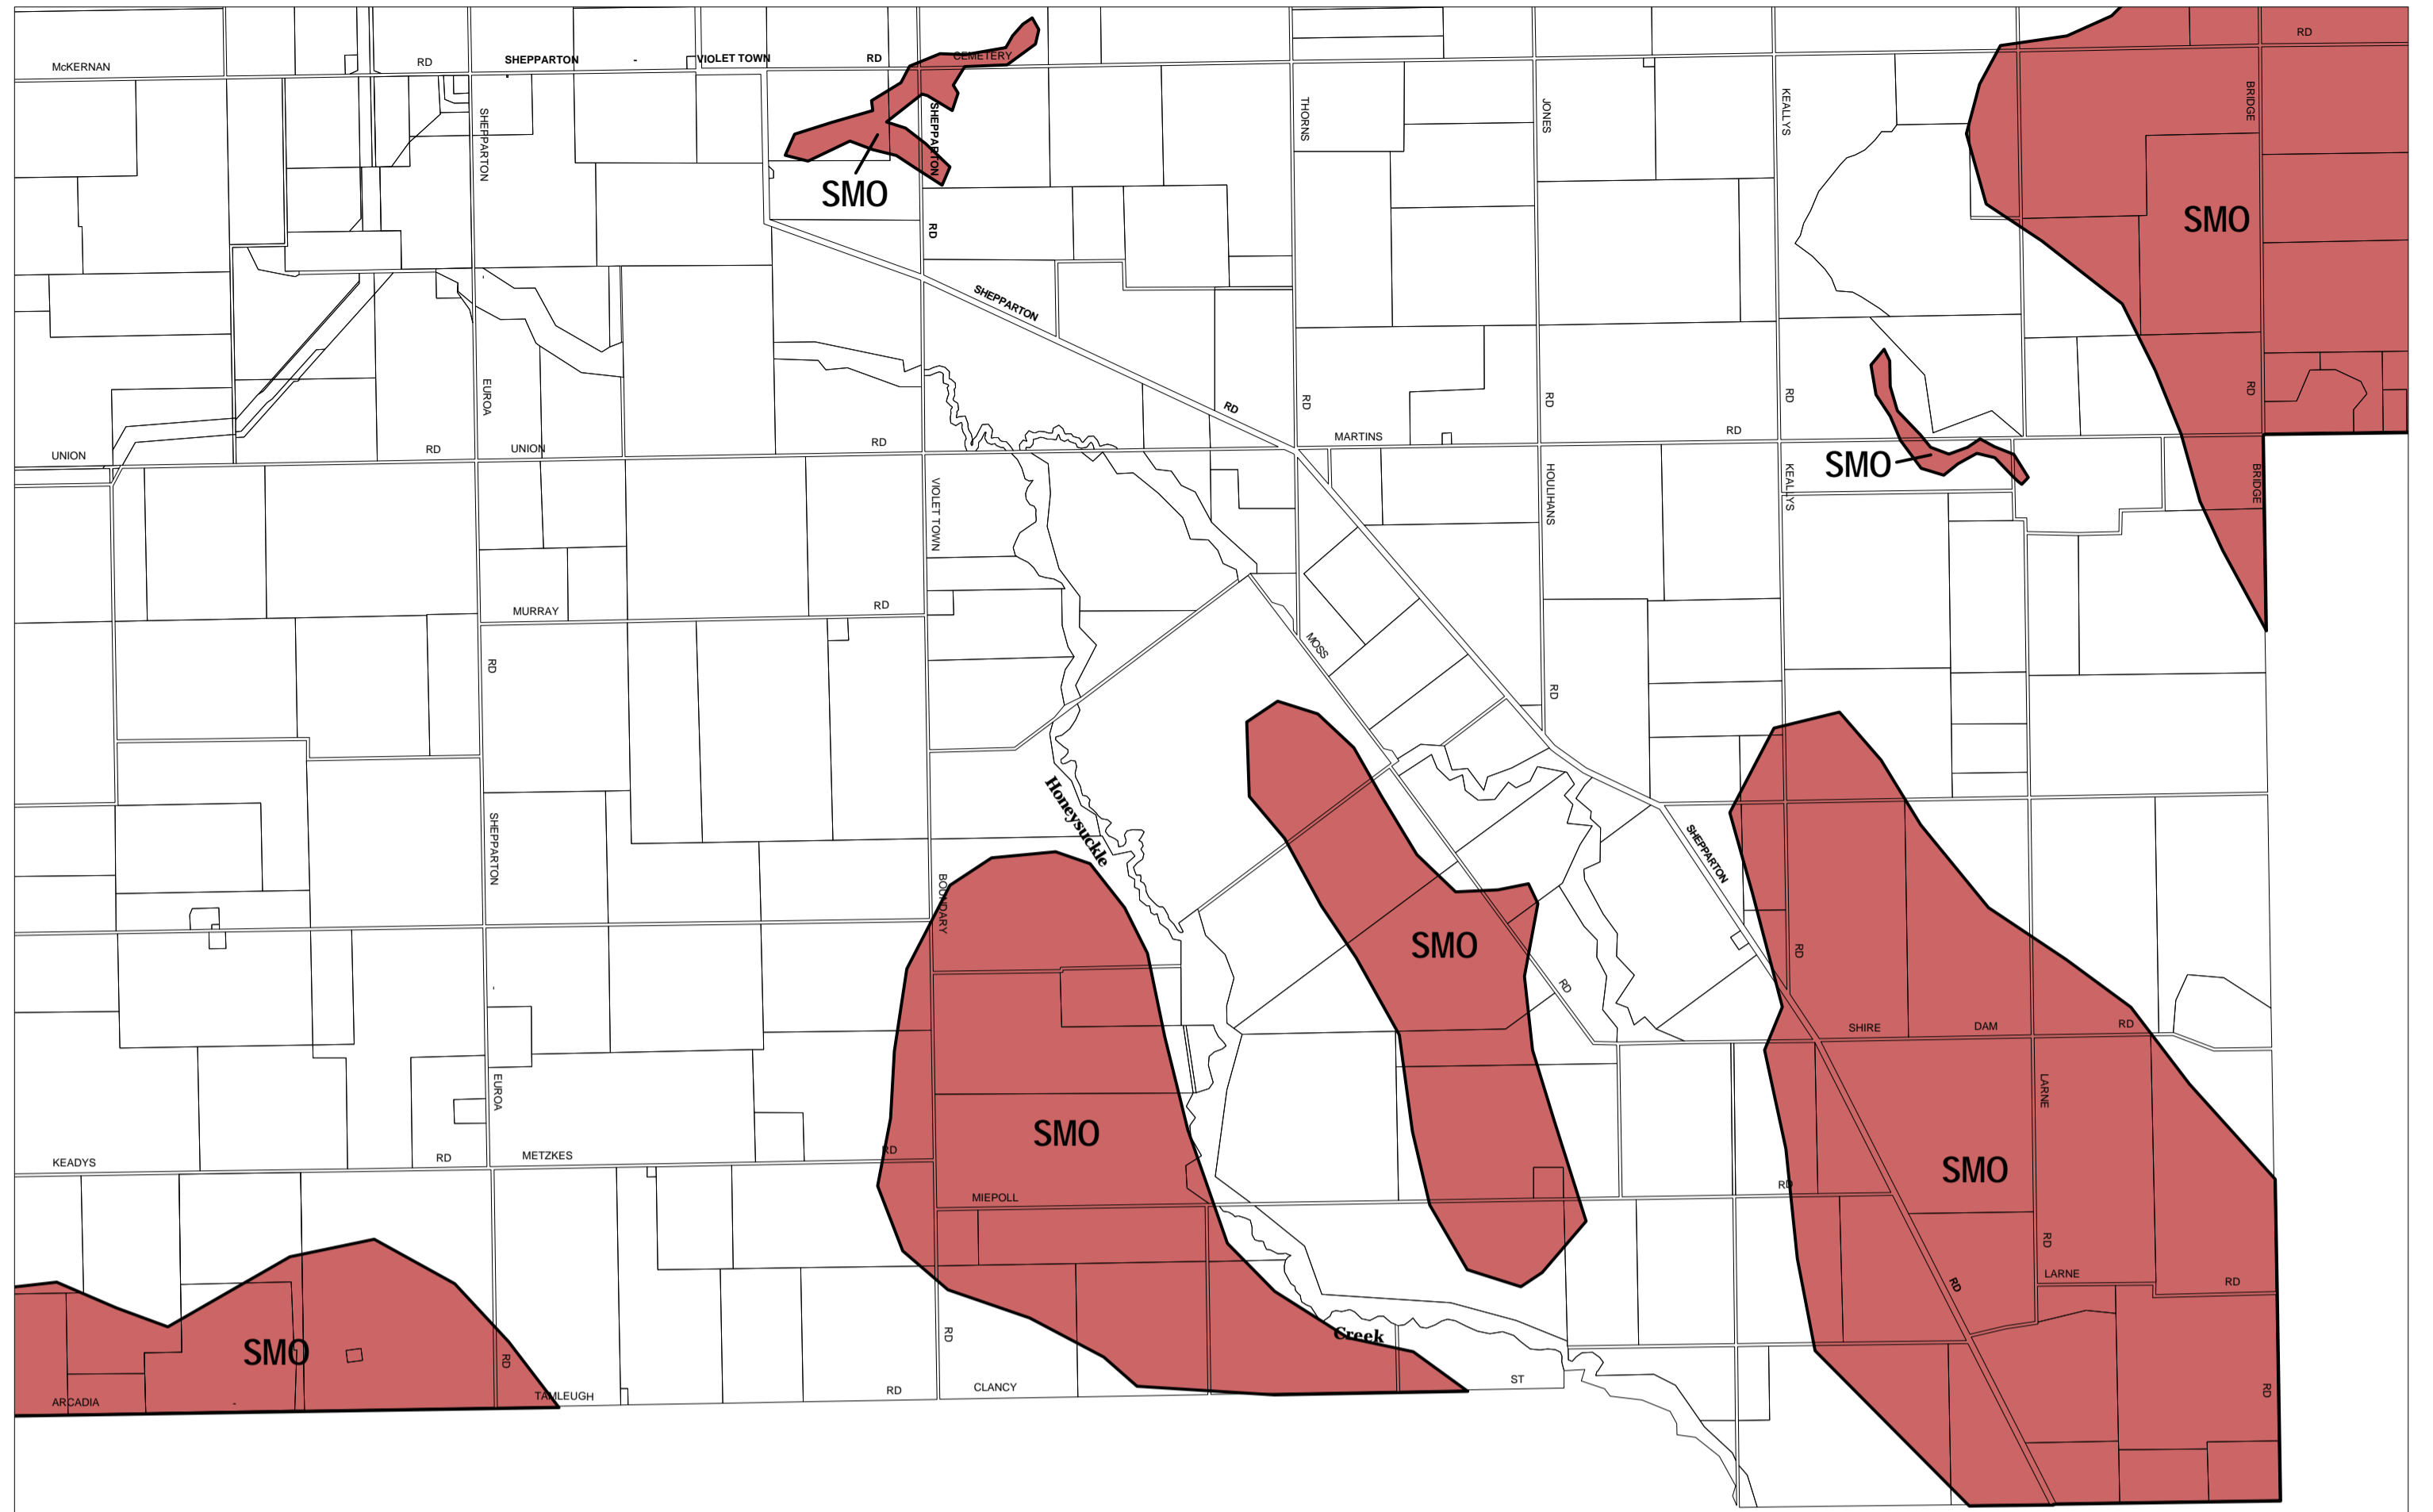 RD
McKERNAN
RD
SHEPPARTON
-
VIOLET TOWN
RD
CEMETERY
SHEPPARTON
SHEPPARTON
THORNS
JONES
KEALLYS
BRIDGE
SMO
SMO
RD
SHEPPARTON
-
EUROA
RD
RD
RD
RD
RD
RD
UNION
RD
UNION
RD
MARTINS
RD
SMO
VIOLET TOWN
HOULIHANS
KEALLYS
BRIDGE
MURRAY
RD
RD
MOSS
RD
Honeysuckle
SHEPPARTON
SHEPPARTON
BOUNDARY
SMO
RD
-
RD
SHIRE
DAM
RD
EUROA
LARNE
SMO
RD
KEADYS
RD
METZKES
SMO
RD
MIEPOLL
RD
LARNE
RD
RD
SMO
RD
RD
Creek
ARCADIA
-
TAMLEUGH
RD
CLANCY
ST
RD